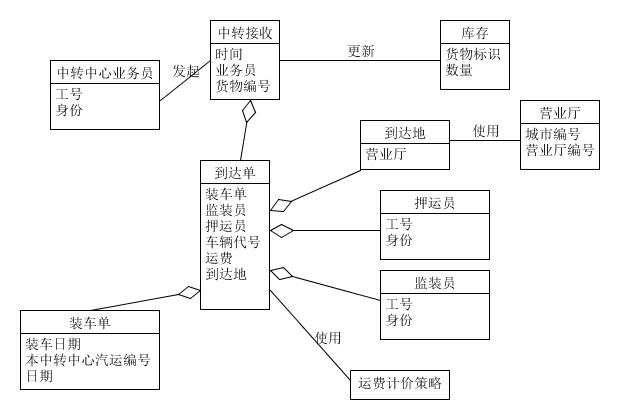 中转接收
时间
业务员
货物编号
更新
库存
货物标识
数量
中转中心业务员
工号
身份
发起
到达地
营业厅
使用
营业厅
城市编号
营业厅编号
到达单
装车单
监装员
押运员
车辆代号
运费
到达地
押运员
工号
身份
监装员
工号
身份
装车单
装车日期
本中转中心汽运编号
日期
使用
运费计价策略